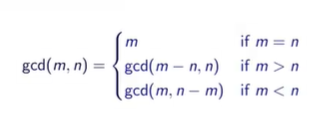 m if m = n
gcd(m, n) = { gcd(m − n, n) if m > n
gcd(m, n − m) if m < n